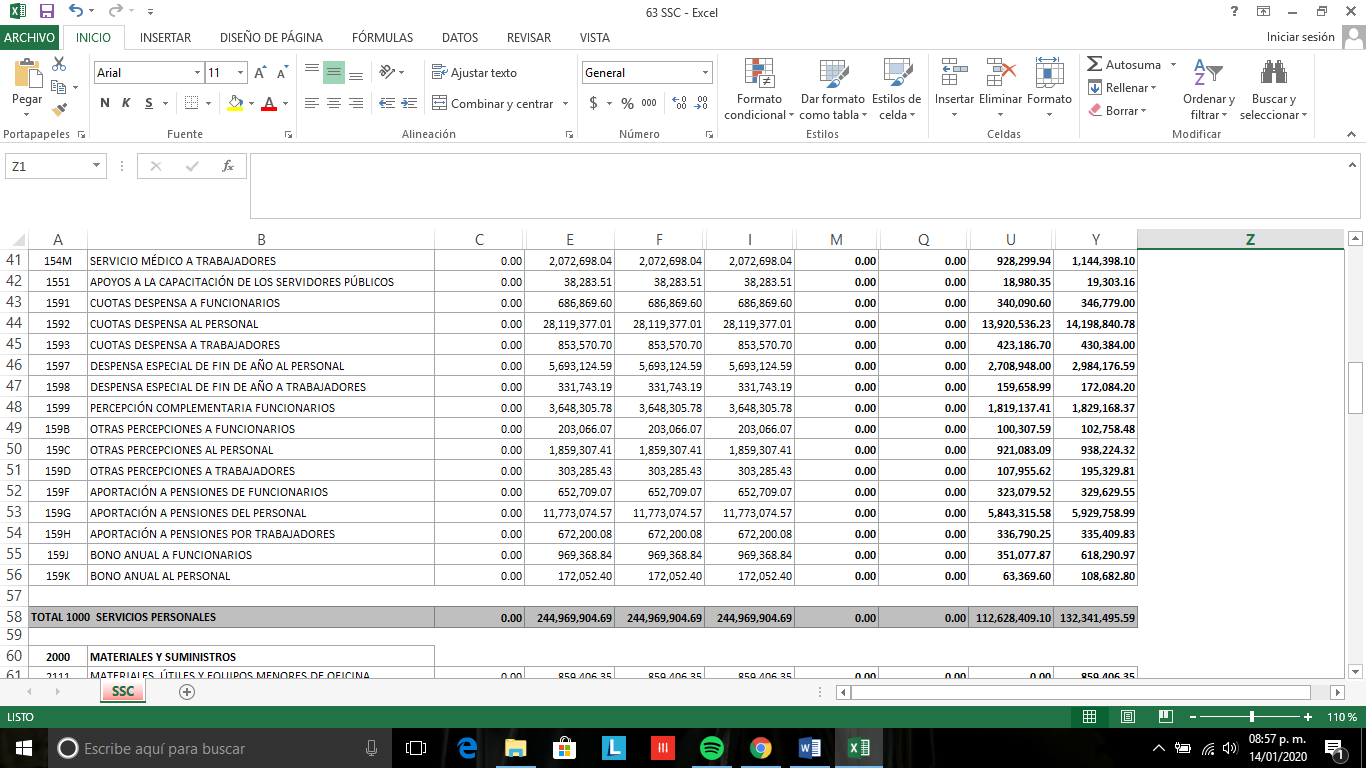 63 SSC - Excel
ARCHIVO INICIO INSERTAR DISEÑO DE PÁGINA FÓRMULAS DATOS REVISAR VISTA Iniciar sesión
Pegar Arial 11 Ajustar texto General Formato condicional Dar formato como tabla Estilos de celda Insertar Eliminar Formato Autosuma Rellenar Borrar Ordenar y filtrar Buscar y seleccionar
N K S Combinar y centrar $ % 000
Portapapeles Fuente Alineación Número Estilos Celdas Modificar
Z1 fx
A B C E F I M Q U Y Z
41 154M SERVICIO MÉDICO A TRABAJADORES 0.00 2,072,698.04 2,072,698.04 2,072,698.04 0.00 0.00 928,299.94 1,144,398.10
42 1551 APOYOS A LA CAPACITACIÓN DE LOS SERVIDORES PÚBLICOS 0.00 38,283.51 38,283.51 38,283.51 0.00 0.00 18,980.35 19,303.16
43 1591 CUOTAS DESPENSA A FUNCIONARIOS 0.00 686,869.60 686,869.60 686,869.60 0.00 0.00 340,090.60 346,779.00
44 1592 CUOTAS DESPENSA AL PERSONAL 0.00 28,119,377.01 28,119,377.01 28,119,377.01 0.00 0.00 13,920,536.23 14,198,840.78
45 1593 CUOTAS DESPENSA A TRABAJADORES 0.00 853,570.70 853,570.70 853,570.70 0.00 0.00 423,186.70 430,384.00
46 1597 DESPENSA ESPECIAL DE FIN DE AÑO AL PERSONAL 0.00 5,693,124.59 5,693,124.59 5,693,124.59 0.00 0.00 2,708,948.00 2,984,176.59
47 1598 DESPENSA ESPECIAL DE FIN DE AÑO A TRABAJADORES 0.00 331,743.19 331,743.19 331,743.19 0.00 0.00 159,658.99 172,084.20
48 1599 PERCEPCIÓN COMPLEMENTARIA FUNCIONARIOS 0.00 3,648,305.78 3,648,305.78 3,648,305.78 0.00 0.00 1,819,137.41 1,829,168.37
49 159B OTRAS PERCEPCIONES A FUNCIONARIOS 0.00 203,066.07 203,066.07 203,066.07 0.00 0.00 100,307.59 102,758.48
50 159C OTRAS PERCEPCIONES AL PERSONAL 0.00 1,859,307.41 1,859,307.41 1,859,307.41 0.00 0.00 921,083.09 938,224.32
51 159D OTRAS PERCEPCIONES A TRABAJADORES 0.00 303,285.43 303,285.43 303,285.43 0.00 0.00 107,955.62 195,329.81
52 159F APORTACIÓN A PENSIONES DE FUNCIONARIOS 0.00 652,709.07 652,709.07 652,709.07 0.00 0.00 323,079.52 329,629.55
53 159G APORTACIÓN A PENSIONES DEL PERSONAL 0.00 11,773,074.57 11,773,074.57 11,773,074.57 0.00 0.00 5,843,315.58 5,929,758.99
54 159H APORTACIÓN A PENSIONES POR TRABAJADORES 0.00 672,200.08 672,200.08 672,200.08 0.00 0.00 336,790.25 335,409.83
55 159J BONO ANUAL A FUNCIONARIOS 0.00 969,368.84 969,368.84 969,368.84 0.00 0.00 351,077.87 618,290.97
56 159K BONO ANUAL AL PERSONAL 0.00 172,052.40 172,052.40 172,052.40 0.00 0.00 63,369.60 108,682.80
57
58 TOTAL 1000 SERVICIOS PERSONALES 0.00 244,969,904.69 244,969,904.69 244,969,904.69 0.00 0.00 112,628,409.10 132,341,495.59
59
60 2000 MATERIALES Y SUMINISTROS
61 2111 MATERIALES, ÚTILES Y EQUIPOS MENORES DE OFICINA 0.00 859,406.35 859,406.35 859,406.35 0.00 0.00 0.00 859,406.35
SSC
LISTO 110 %
Escribe aquí para buscar
08:57 p. m.
14/01/2020
1